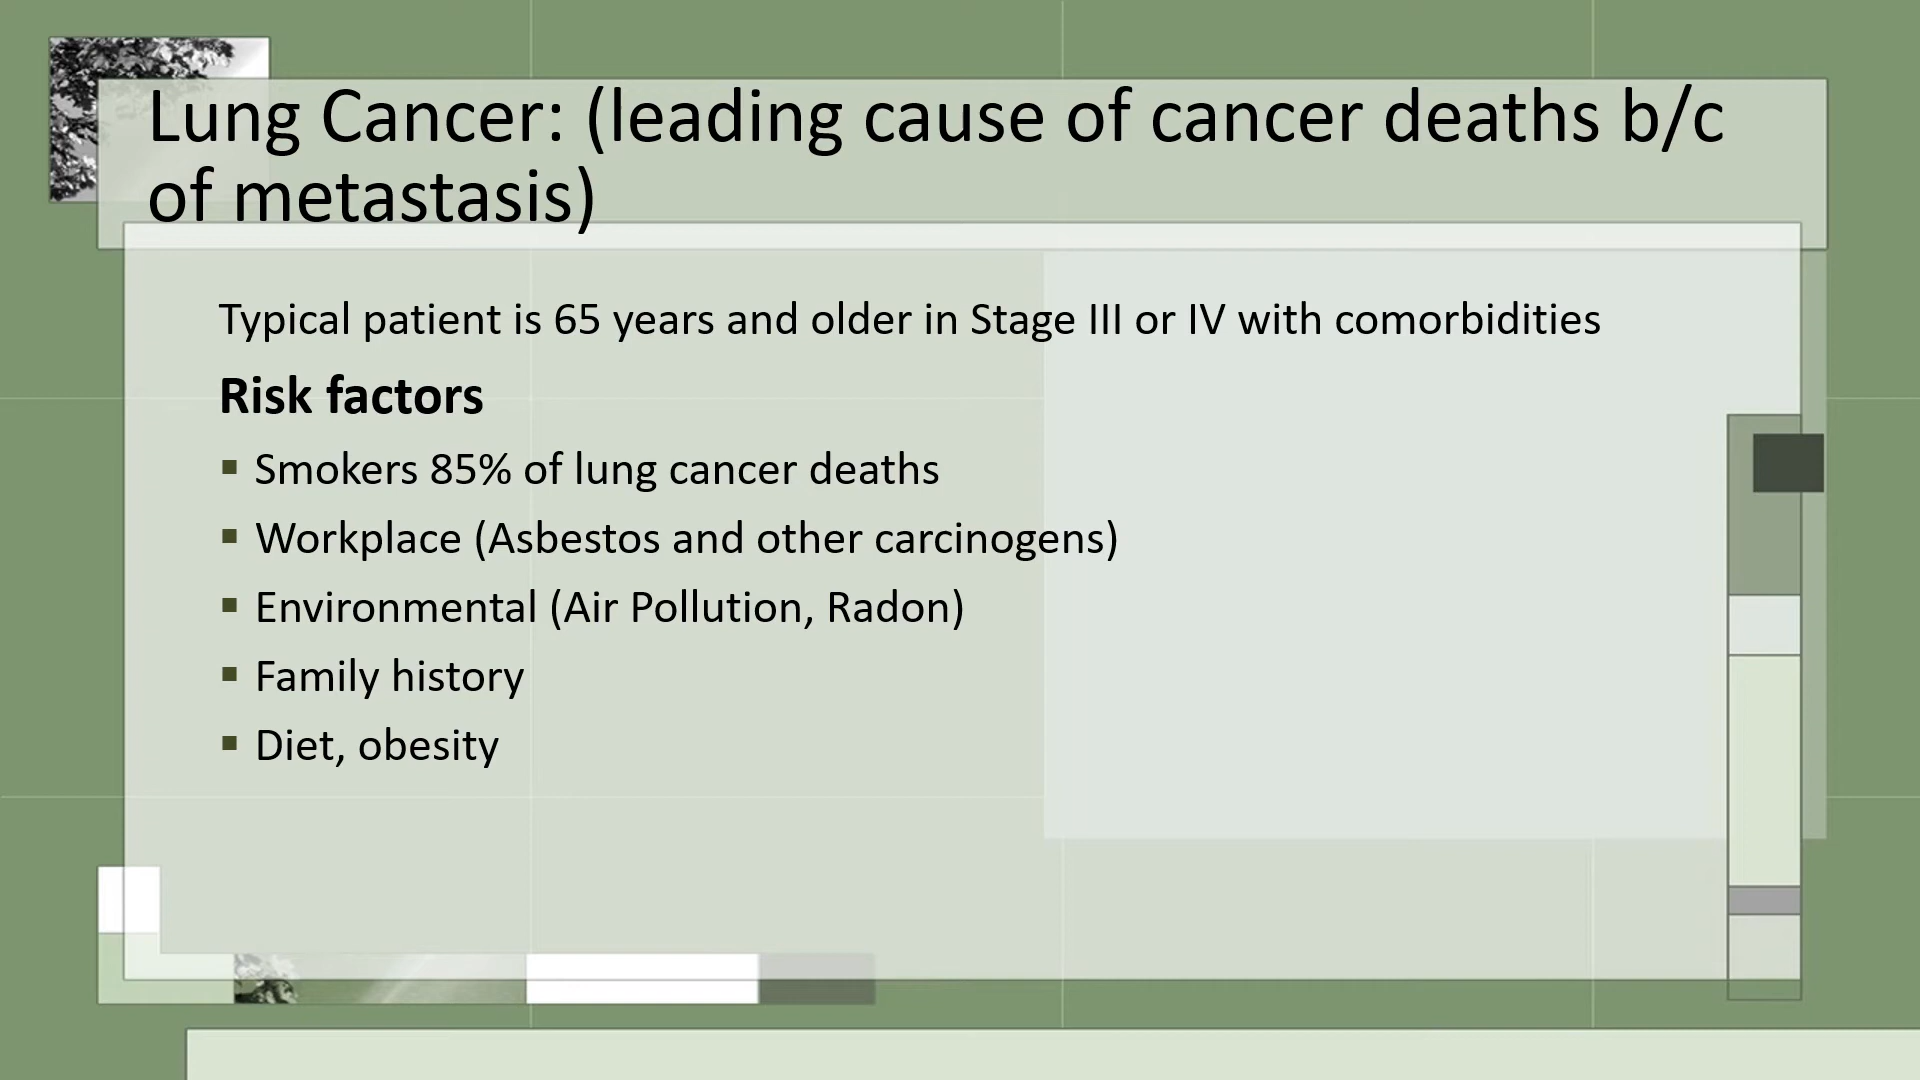 Lung Cancer: (leading cause of cancer deaths b/c
of metastasis)
Typical patient is 65 years and older in Stage III or IV with comorbidities
Risk factors
▪ Smokers 85% of lung cancer deaths
▪ Workplace (Asbestos and other carcinogens)
▪ Environmental (Air Pollution, Radon)
▪ Family history
▪ Diet, obesity